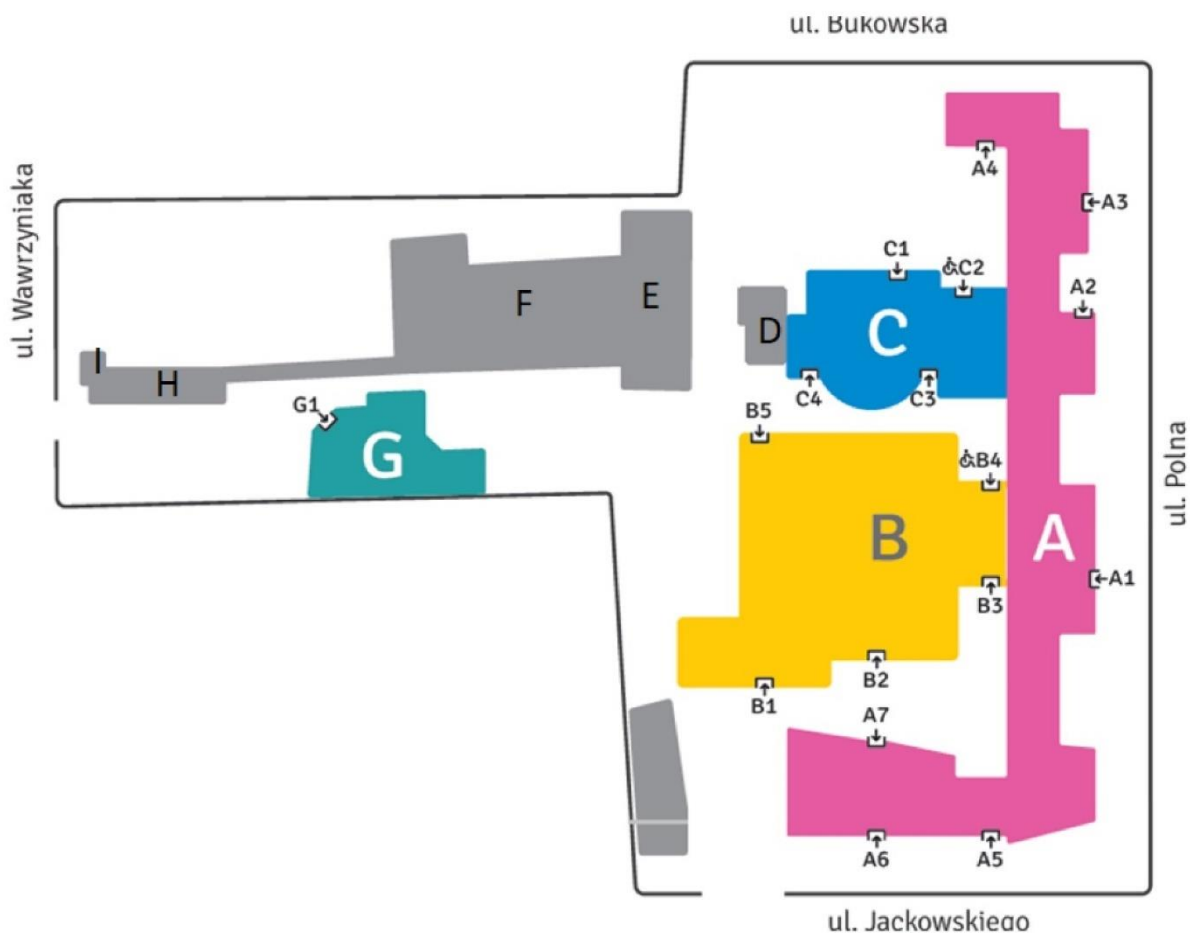 ul. Bukowska
A4
A3
C1
C2
A2
ul. Wawrzyniaka
E
F
D
C
I
H
C4
C3
G1
B5
G
B4
ul. Polna
B
A
A1
B3
B2
B1
A7
A6
A5
ul. Jackowskiego